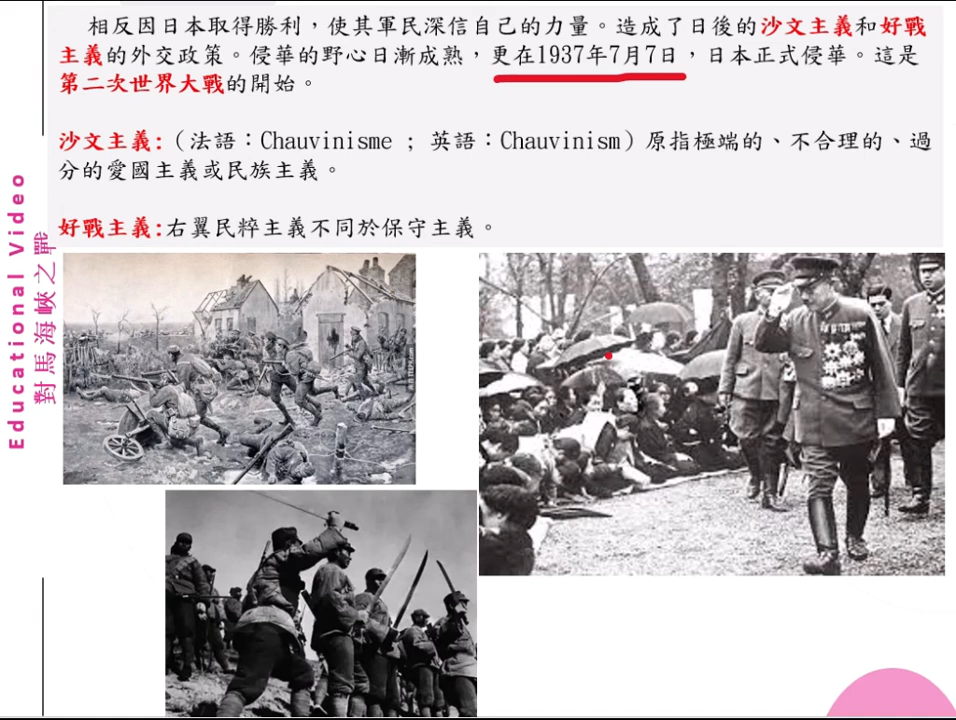 相反因日本取得勝利，使其軍民深信自己的力量。造成了日後的沙文主義和好戰
主義的外交政策。侵華的野心日漸成熟，更在1937年7月7日，日本正式侵華。這是
第二次世界大戰的開始。
沙文主義:（法語：Chauvinisme ； 英語：Chauvinism）原指極端的、不合理的、過
分的愛國主義或民族主義。
好戰主義:右翼民粹主義不同於保守主義。
Educational Video
對馬海峽之戰